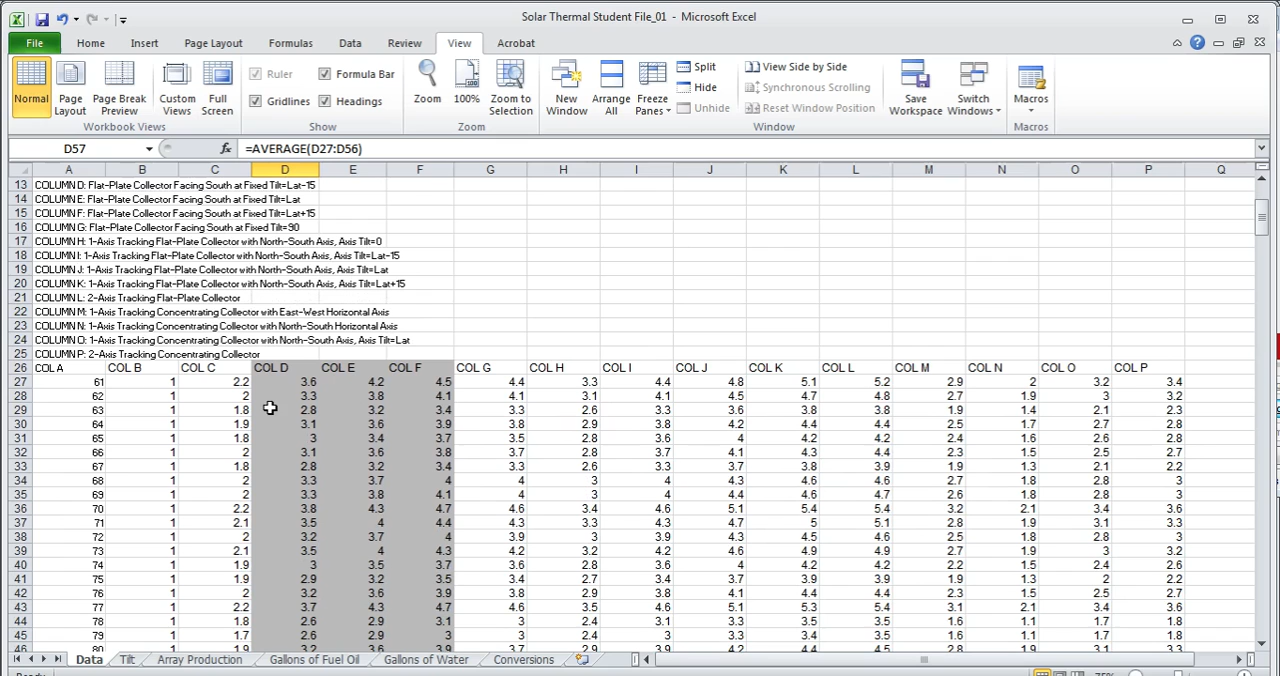 Solar Thermal Student File_01 - Microsoft Excel
File Home Insert Page Layout Formulas Data Review View Acrobat
Normal Page Layout Page Break Preview Custom Views Full Screen
Workbook Views
Ruler Formula Bar
Gridlines Headings
Show
Zoom 100% Zoom to Selection
Zoom
New Window Arrange All Freeze Panes
Split
Hide
Unhide
View Side by Side
Synchronous Scrolling
Reset Window Position
Window
Save Workspace Switch Windows
Macros
Macros
D57 fx =AVERAGE(D27:D56)
A B C D E F G H I J K L M N O P Q
13 COLUMN D: Flat-Plate Collector Facing South at Fixed Tilt=Lat-15
14 COLUMN E: Flat-Plate Collector Facing South at Fixed Tilt=Lat
15 COLUMN F: Flat-Plate Collector Facing South at Fixed Tilt=Lat+15
16 COLUMN G: Flat-Plate Collector Facing South at Fixed Tilt=90
17 COLUMN H: 1-Axis Tracking Flat-Plate Collector with North-South Axis, Axis Tilt=0
18 COLUMN I: 1-Axis Tracking Flat-Plate Collector with North-South Axis, Axis Tilt=Lat-15
19 COLUMN J: 1-Axis Tracking Flat-Plate Collector with North-South Axis, Axis Tilt=Lat
20 COLUMN K: 1-Axis Tracking Flat-Plate Collector with North-South Axis, Axis Tilt=Lat+15
21 COLUMN L: 2-Axis Tracking Flat-Plate Collector
22 COLUMN M: 1-Axis Tracking Concentrating Collector with East-West Horizontal Axis
23 COLUMN N: 1-Axis Tracking Concentrating Collector with North-South Horizontal Axis
24 COLUMN O: 1-Axis Tracking Concentrating Collector with North-South Axis, Axis Tilt=Lat
25 COLUMN P: 2-Axis Tracking Concentrating Collector
26 COL A COL B COL C COL D COL E COL F COL G COL H COL I COL J COL K COL L COL M COL N COL O COL P
27 61 1 2.2 3.6 4.2 4.5 4.4 3.3 4.4 4.8 5.1 5.2 2.9 2 3.2 3.4
28 62 1 2 3.3 3.8 4.1 4.1 3.1 4.1 4.5 4.7 4.8 2.7 1.9 3 3.2
29 63 1 1.8 2.8 3.2 3.4 3.3 2.6 3.3 3.6 3.8 3.8 1.9 1.4 2.1 2.3
30 64 1 1.9 3.1 3.6 3.9 3.8 2.9 3.8 4.2 4.4 4.4 2.5 1.7 2.7 2.8
31 65 1 1.8 3 3.4 3.7 3.5 2.8 3.6 4 4.2 4.2 2.4 1.6 2.6 2.8
32 66 1 2 3.1 3.6 3.8 3.7 2.8 3.7 4.1 4.3 4.4 2.3 1.5 2.5 2.7
33 67 1 1.8 2.8 3.2 3.4 3.3 2.6 3.3 3.7 3.8 3.9 1.9 1.3 2.1 2.2
34 68 1 2 3.3 3.7 4 4 3 4 4.3 4.6 4.6 2.7 1.8 2.8 3
35 69 1 2 3.3 3.8 4.1 4 3 4 4.4 4.6 4.7 2.6 1.8 2.8 3
36 70 1 2.2 3.8 4.3 4.7 4.6 3.4 4.6 5.1 5.4 5.4 3.2 2.1 3.4 3.6
37 71 1 2.1 3.5 4 4.4 4.3 3.3 4.3 4.7 5 5.1 2.8 1.9 3.1 3.3
38 72 1 2 3.2 3.7 4 3.9 3 3.9 4.3 4.5 4.6 2.5 1.8 2.8 3
39 73 1 2.1 3.5 4 4.3 4.2 3.2 4.2 4.6 4.9 4.9 2.7 1.9 3 3.2
40 74 1 1.9 3 3.5 3.7 3.6 2.8 3.6 4 4.2 4.2 2.2 1.5 2.4 2.6
41 75 1 1.9 2.9 3.2 3.5 3.4 2.7 3.4 3.7 3.9 3.9 1.9 1.3 2 2.2
42 76 1 2 3.2 3.6 3.9 3.8 2.9 3.8 4.2 4.4 4.4 2.3 1.5 2.5 2.7
43 77 1 2.2 3.7 4.3 4.7 4.6 3.5 4.6 5.1 5.3 5.4 3.1 2.1 3.4 3.6
44 78 1 1.8 2.6 2.9 3.1 3 2.4 3 3.3 3.4 3.5 1.6 1.1 1.7 1.8
45 79 1 1.7 2.6 2.9 3 3 2.4 3 3.3 3.4 3.5 1.6 1.1 1.7 1.8
46 80 1 1.9 3.2 3.6 3.9 3.7 2.9 3.9 4.2 4.4 4.5 2.4 1.7 2.7 3.3
Data Tilt Array Production Gallons of Fuel Oil Gallons of Water Conversions
Ready 75%